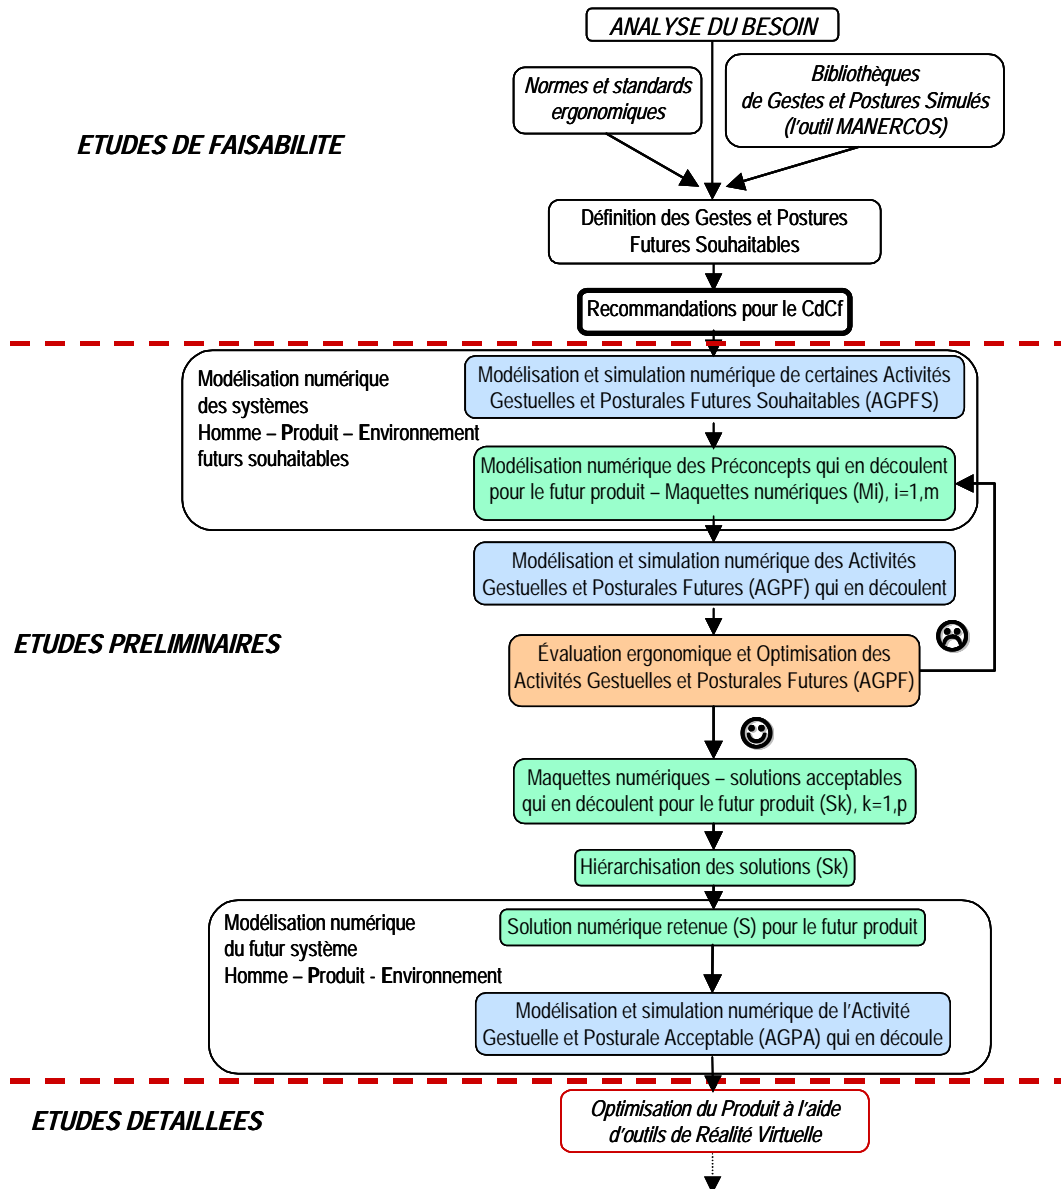 ANALYSE DU BESOIN
Normes et standards
ergonomiques
Bibliothèques
de Gestes et Postures Simulés
(l'outil MANERCOS)
ETUDES DE FAISABILITE
Définition des Gestes et Postures
Futures Souhaitables
Recommandations pour le CdCf
Modélisation numérique
des systèmes
Homme – Produit – Environnement
futurs souhaitables
Modélisation et simulation numérique de certaines Activités
Gestuelles et Posturales Futures Souhaitables (AGPFS)
Modélisation numérique des Préconcepts qui en découlent
pour le futur produit – Maquettes numériques (Mi), i=1,m
Modélisation et simulation numérique des Activités
Gestuelles et Posturales Futures (AGPF) qui en découlent
ETUDES PRELIMINAIRES
Évaluation ergonomique et Optimisation des
Activités Gestuelles et Posturales Futures (AGPF)
Maquettes numériques – solutions acceptables
qui en découlent pour le futur produit (Sk), k=1,p
Hiérarchisation des solutions (Sk)
Modélisation numérique
du futur système
Homme – Produit - Environnement
Solution numérique retenue (S) pour le futur produit
Modélisation et simulation numérique de l'Activité
Gestuelle et Posturale Acceptable (AGPA) qui en découle
ETUDES DETAILLEES
Optimisation du Produit à l'aide
d'outils de Réalité Virtuelle